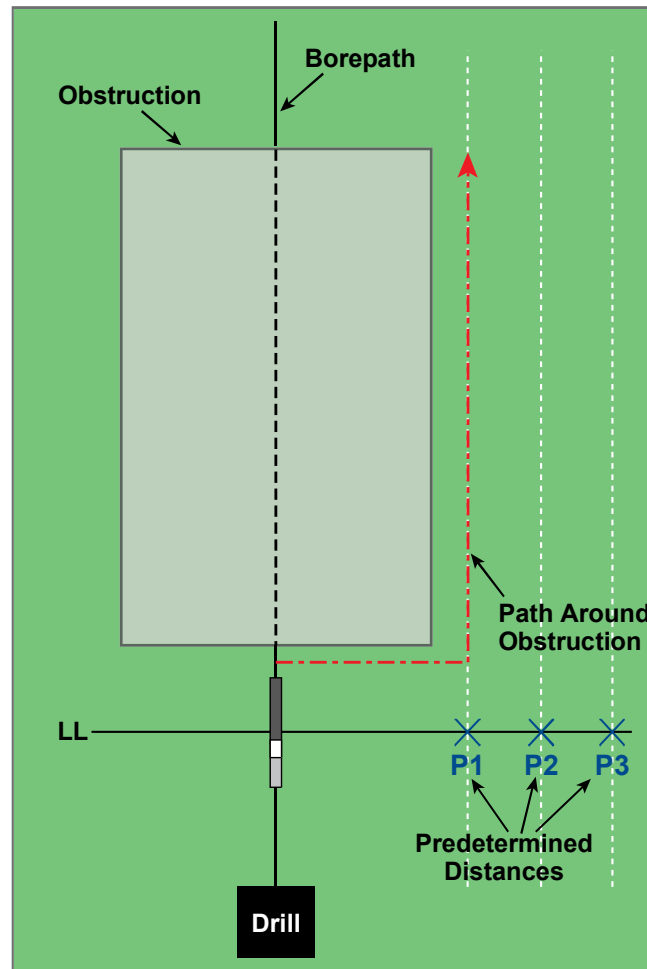 Borepath
Obstruction
Path Around
Obstruction
LL
P1 P2 P3
Predetermined
Distances
Drill